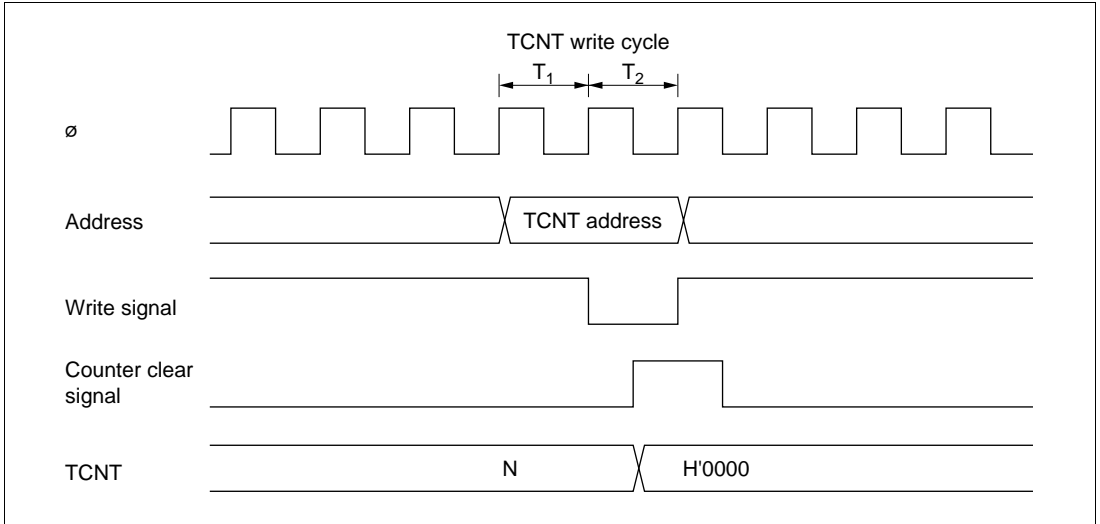 TCNT write cycle
T1 T2
ø
Address
TCNT address
Write signal
Counter clear
signal
TCNT
N
H'0000